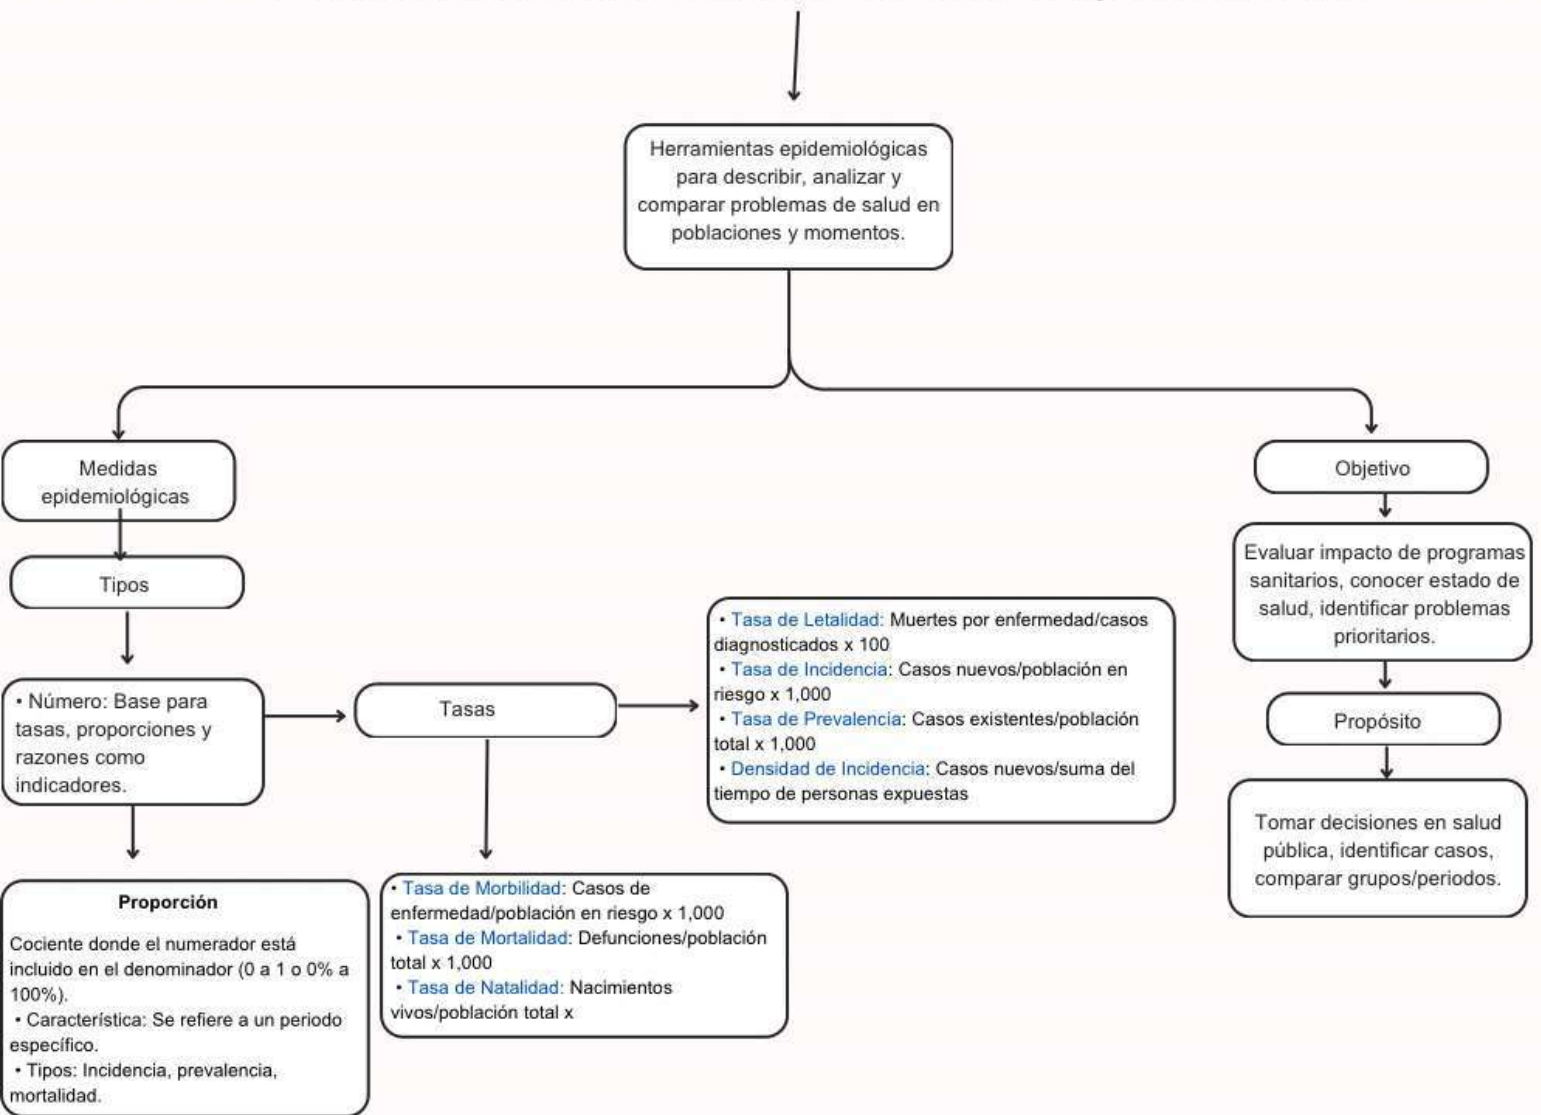 Herramientas epidemiológicas
para describir, analizar y
comparar problemas de salud en
poblaciones y momentos.
Medidas
epidemiológicas
Tipos
• Número: Base para
tasas, proporciones y
razones como
indicadores.
Proporción
Cociente donde el numerador está
incluido en el denominador (0 a 1 o 0% a
100%).
• Característica: Se refiere a un periodo
específico.
• Tipos: Incidencia, prevalencia,
mortalidad.
Tasas
• Tasa de Letalidad: Muertes por enfermedad/casos
diagnosticados x 100
• Tasa de Incidencia: Casos nuevos/población en
riesgo x 1,000
• Tasa de Prevalencia: Casos existentes/población
total x 1,000
• Densidad de Incidencia: Casos nuevos/suma del
tiempo de personas expuestas
• Tasa de Morbilidad: Casos de
enfermedad/población en riesgo x 1,000
• Tasa de Mortalidad: Defunciones/población
total x 1,000
• Tasa de Natalidad: Nacimientos
vivos/población total x
Objetivo
Evaluar impacto de programas
sanitarios, conocer estado de
salud, identificar problemas
prioritarios.
Propósito
Tomar decisiones en salud
pública, identificar casos,
comparar grupos/periodos.